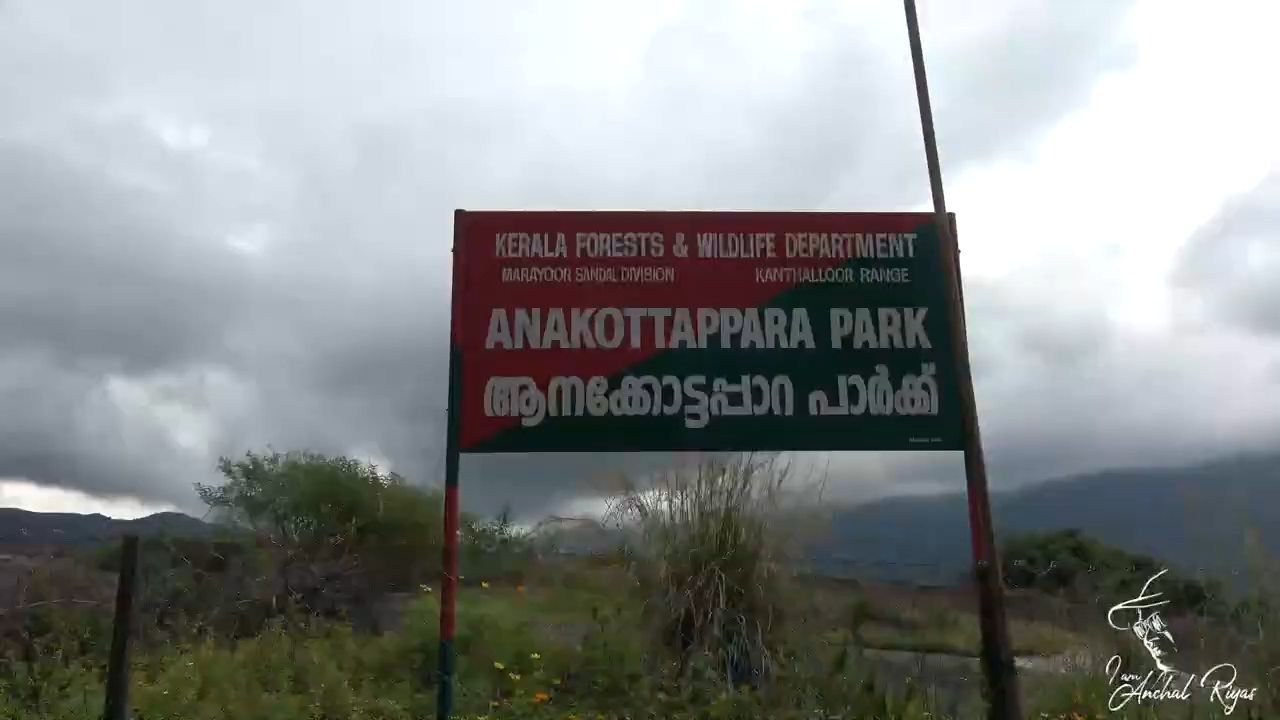 KERALA FORESTS & WILDLIFE DEPARTMENT
MARAYOOR SANDAL DIVISION KANTHALLOOR RANGE
ANAKOTTAPPARA PARK
ആനക്കോട്ടപ്പാറ പാർക്ക്
I am
Anchal Riyas